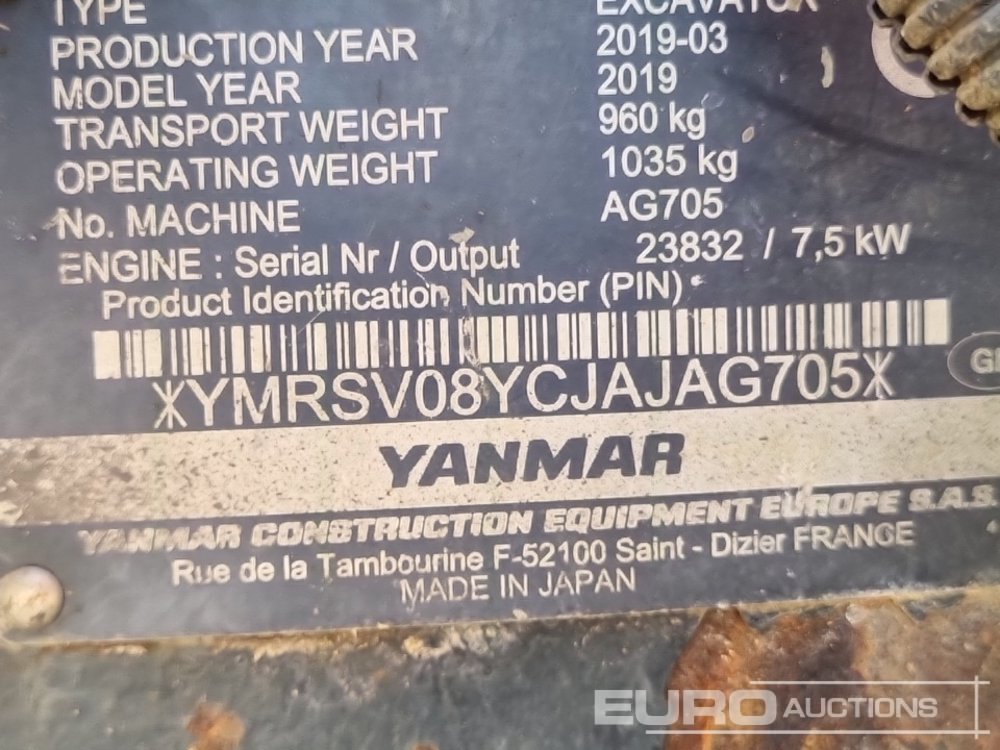 TYPE EXCAVATOR
PRODUCTION YEAR 2019-03
MODEL YEAR 2019
TRANSPORT WEIGHT 960 kg
OPERATING WEIGHT 1035 kg
No. MACHINE AG705
ENGINE : Serial Nr / Output 23832 / 7,5 kW
Product Identification Number (PIN)
*YMRSV08YCJAJAG705*
YANMAR
YANMAR CONSTRUCTION EQUIPMENT EUROPE S.A.S.
Rue de la Tambourine F-52100 Saint - Dizier FRANCE
MADE IN JAPAN
EURO AUCTIONS